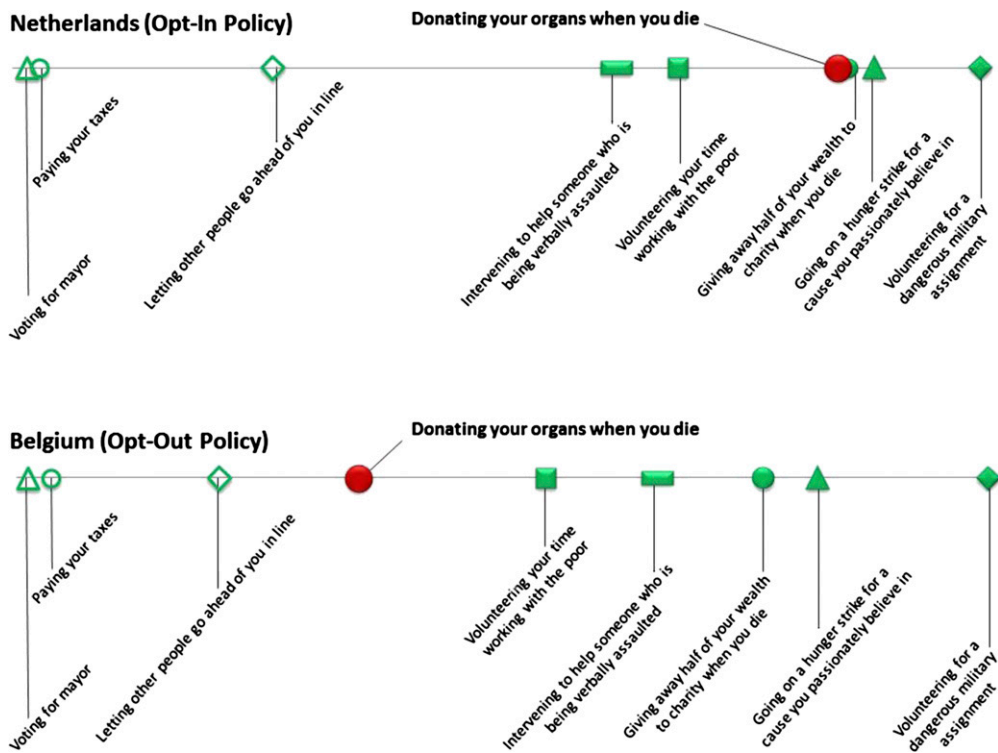 Netherlands (Opt-In Policy)
Donating your organs when you die
Voting for mayor
Paying your taxes
Letting other people go ahead of you in line
Intervening to help someone who is
being verbally assaulted
Volunteering your time
working with the poor
Giving away half of your wealth to
charity when you die
Going on a hunger strike for a
cause you passionately believe in
Volunteering for a
dangerous military
assignment
Belgium (Opt-Out Policy)
Donating your organs when you die
Voting for mayor
Paying your taxes
Letting other people go ahead of you in line
Volunteering your time
working with the poor
Intervening to help someone who is
being verbally assaulted
Giving away half of your wealth
to charity when you die
Going on a hunger strike for a
cause you passionately believe in
Volunteering for a
dangerous military
assignment